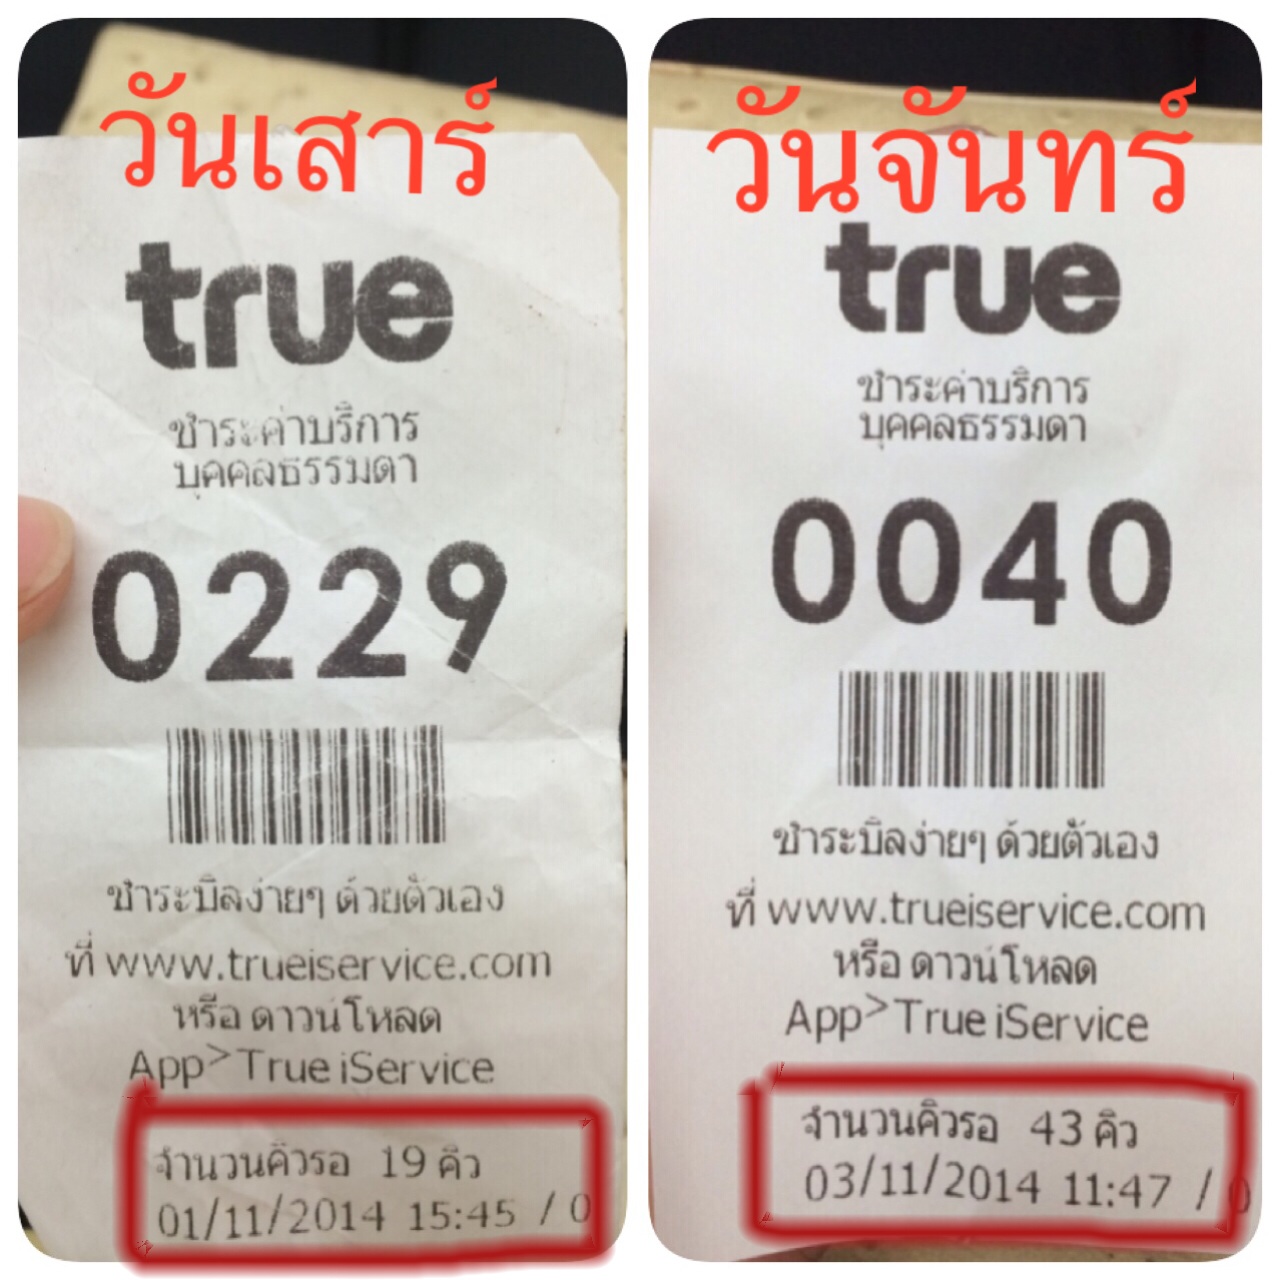 วันเสาร์
true
ชำระค่าบริการ
บุคคลธรรมดา
0229
ชำระบิลง่ายๆ ด้วยตัวเอง
ที่ www.trueiservice.com
หรือ ดาวน์โหลด
App>True iService
จำนวนคิวรอ 19 คิว
01/11/2014 15:45 / 0
วันจันทร์
true
ชำระค่าบริการ
บุคคลธรรมดา
0040
ชำระบิลง่ายๆ ด้วยตัวเอง
ที่ www.trueiservice.com
หรือ ดาวน์โหลด
App>True iService
จำนวนคิวรอ 43 คิว
03/11/2014 11:47 / 0